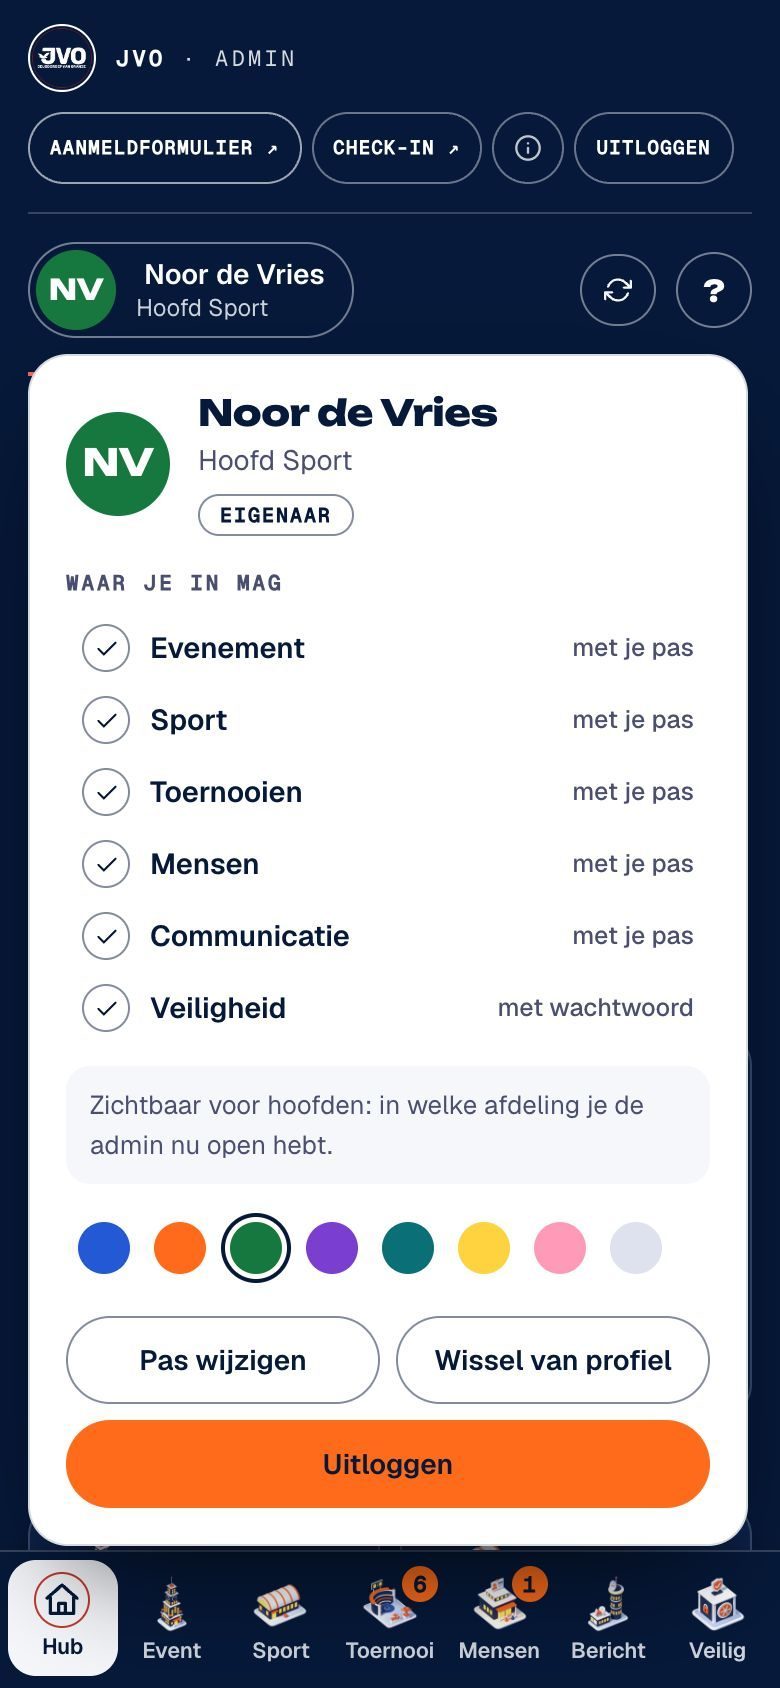 JVO
JVO · ADMIN
AANMELDFORMULIER ↗ CHECK-IN ↗ UITLOGGEN
NV Noor de Vries
Hoofd Sport
?
NV
Noor de Vries
Hoofd Sport
EIGENAAR
WAAR JE IN MAG
Evenement met je pas
Sport met je pas
Toernooien met je pas
Mensen met je pas
Communicatie met je pas
Veiligheid met wachtwoord
Zichtbaar voor hoofden: in welke afdeling je de
admin nu open hebt.
Pas wijzigen Wissel van profiel
Uitloggen
6 1
Hub Event Sport Toernooi Mensen Bericht Veilig